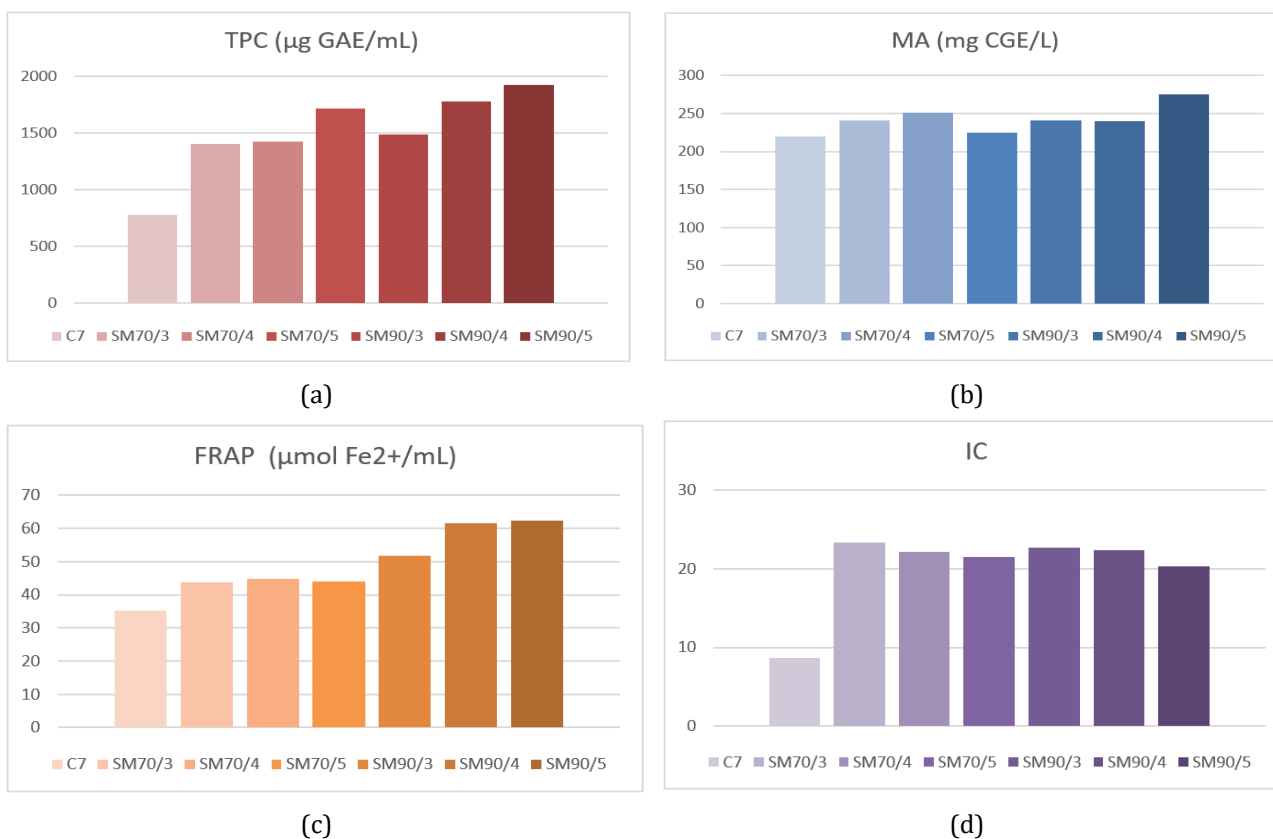 TPC (µg GAE/mL)
2000
1500
1000
500
0
C7 SM70/3 SM70/4 SM70/5 SM90/3 SM90/4 SM90/5
(a)
MA (mg CGE/L)
300
250
200
150
100
50
0
C7 SM70/3 SM70/4 SM70/5 SM90/3 SM90/4 SM90/5
(b)
FRAP (µmol Fe2+/mL)
70
60
50
40
30
20
10
0
C7 SM70/3 SM70/4 SM70/5 SM90/3 SM90/4 SM90/5
(c)
IC
30
20
10
0
C7 SM70/3 SM70/4 SM70/5 SM90/3 SM90/4 SM90/5
(d)